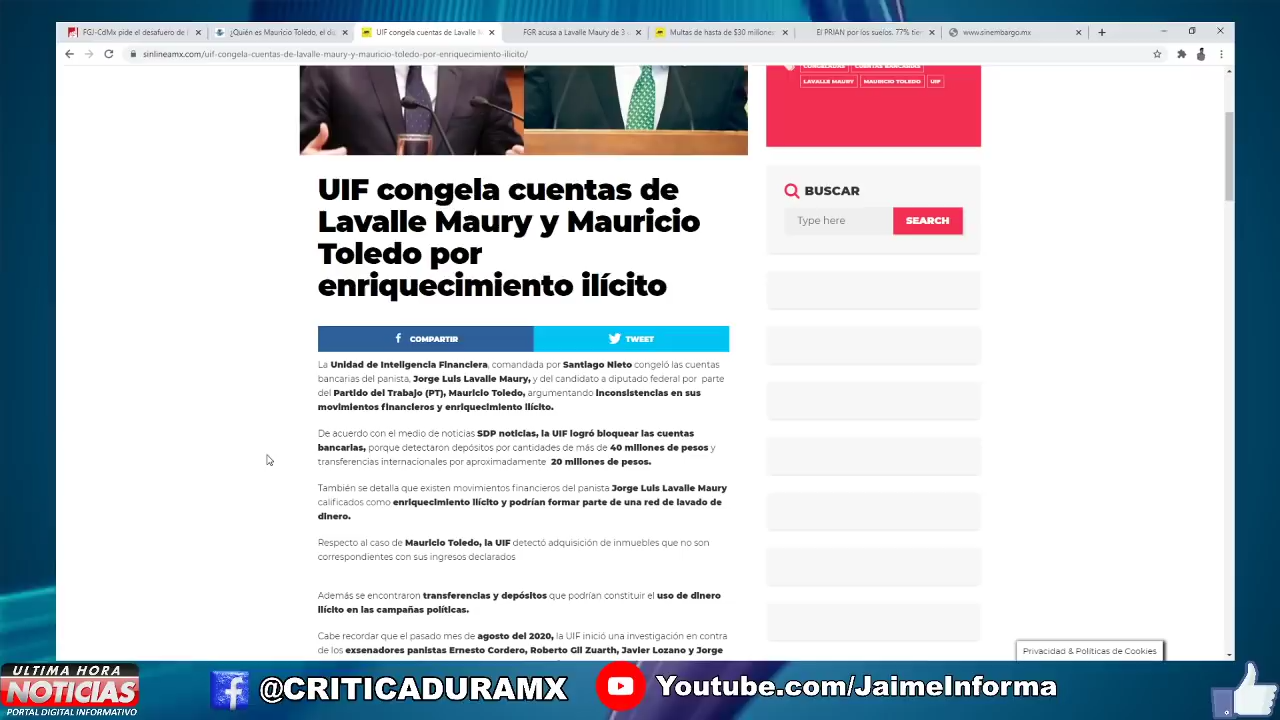 FGJ-CdMx pide el desafuero de
¿Quién es Mauricio Toledo, el di
UIF congela cuentas de Lavalle M
FGR acusa a Lavalle Maury de 3
Multas de hasta de $30 millones
El PRIAN por los suelos. 77% tien
www.sinembargo.mx
sinlineamx.com/uif-congela-cuentas-de-lavalle-maury-y-mauricio-toledo-por-enriquecimiento-ilicito/
LAVALLE MAURY
MAURICIO TOLEDO
UIF
UIF congela cuentas de
Lavalle Maury y Mauricio
Toledo por
enriquecimiento ilícito
BUSCAR
Type here
SEARCH
COMPARTIR
TWEET
La Unidad de Inteligencia Financiera, comandada por Santiago Nieto congeló las cuentas
bancarias del panista, Jorge Luis Lavalle Maury, y del candidato a diputado federal por parte
del Partido del Trabajo (PT), Mauricio Toledo, argumentando inconsistencias en sus
movimientos financieros y enriquecimiento ilícito.
De acuerdo con el medio de noticias SDP noticias, la UIF logró bloquear las cuentas
bancarias, porque detectaron depósitos por cantidades de más de 40 millones de pesos y
transferencias internacionales por aproximadamente 20 millones de pesos.
También se detalla que existen movimientos financieros del panista Jorge Luis Lavalle Maury
calificados como enriquecimiento ilícito y podrían formar parte de una red de lavado de
dinero.
Respecto al caso de Mauricio Toledo, la UIF detectó adquisición de inmuebles que no son
correspondientes con sus ingresos declarados
Además se encontraron transferencias y depósitos que podrían constituir el uso de dinero
ilícito en las campañas políticas.
Cabe recordar que el pasado mes de agosto del 2020, la UIF inició una investigación en contra
de los exsenadores panistas Ernesto Cordero, Roberto Gil Zuarth, Javier Lozano y Jorge
Privacidad & Políticas de Cookies
ULTIMA HORA
NOTICIAS
PORTAL DIGITAL INFORMATIVO
@CRITICADURAMX
Youtube.com/JaimeInforma